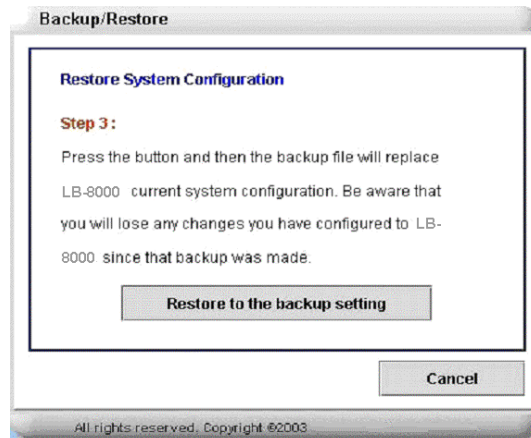 Backup/Restore
Restore System Configuration
Step 3 :
Press the button and then the backup file will replace
LB-8000 current system configuration. Be aware that
you will lose any changes you have configured to LB-
8000 since that backup was made.
Restore to the backup setting
Cancel
All rights reserved. Copyright ©2003